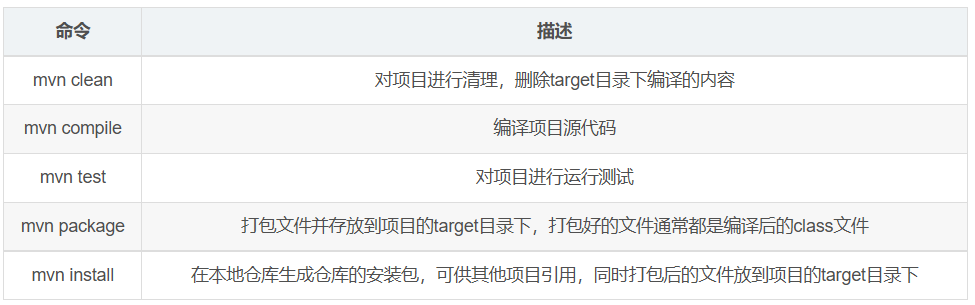 命令 描述
mvn clean 对项目进行清理，删除target目录下编译的内容
mvn compile 编译项目源代码
mvn test 对项目进行运行测试
mvn package 打包文件并存放到项目的target目录下，打包好的文件通常都是编译后的class文件
mvn install 在本地仓库生成仓库的安装包，可供其他项目引用，同时打包后的文件放到项目的target目录下